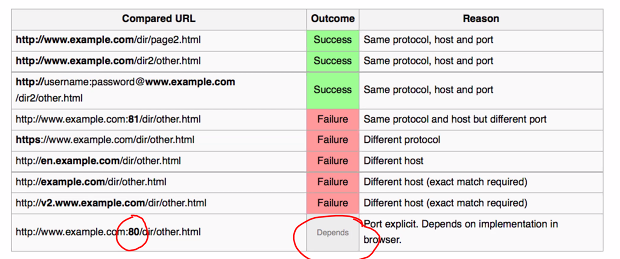 Compared URL Outcome Reason
http://www.example.com/dir/page2.html Success Same protocol, host and port
http://www.example.com/dir2/other.html Success Same protocol, host and port
http://username:password@www.example.com
/dir2/other.html Success Same protocol, host and port
http://www.example.com:81/dir/other.html Failure Same protocol and host but different port
https://www.example.com/dir/other.html Failure Different protocol
http://en.example.com/dir/other.html Failure Different host
http://example.com/dir/other.html Failure Different host (exact match required)
http://v2.www.example.com/dir/other.html Failure Different host (exact match required)
http://www.example.com:80/dir/other.html Depends Port explicit. Depends on implementation in
browser.